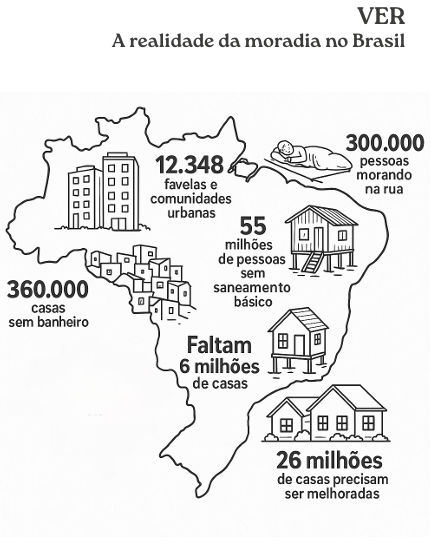 VER
A realidade da moradia no Brasil
300.000
pessoas
morando
na rua
12.348
favelas e
comunidades
urbanas
55
milhões
de pessoas
sem
saneamento
básico
360.000
casas
sem banheiro
Faltam
6 milhões
de casas
26 milhões
de casas precisam
ser melhoradas